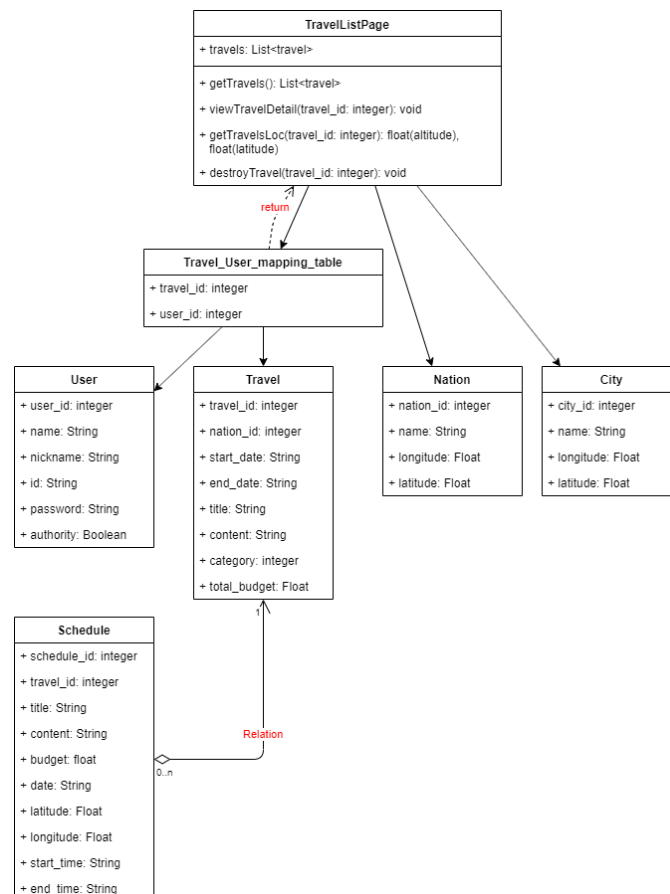 TravelListPage
+ travels: List<travel>
+ getTravels(): List<travel>
+ viewTravelDetail(travel_id: integer): void
+ getTravelsLoc(travel_id: integer): float(altitude),
float(latitude)
+ destroyTravel(travel_id: integer): void
return
Travel_User_mapping_table
+ travel_id: integer
+ user_id: integer
User
+ user_id: integer
+ name: String
+ nickname: String
+ id: String
+ password: String
+ authority: Boolean
Travel
+ travel_id: integer
+ nation_id: integer
+ start_date: String
+ end_date: String
+ title: String
+ content: String
+ category: integer
+ total_budget: Float
Nation
+ nation_id: integer
+ name: String
+ longitude: Float
+ latitude: Float
City
+ city_id: integer
+ name: String
+ longitude: Float
+ latitude: Float
1
Schedule
+ schedule_id: integer
+ travel_id: integer
+ title: String
+ content: String
+ budget: float
+ date: String
+ latitude: Float
+ longitude: Float
+ start_time: String
+ end_time: String
Relation
0..n